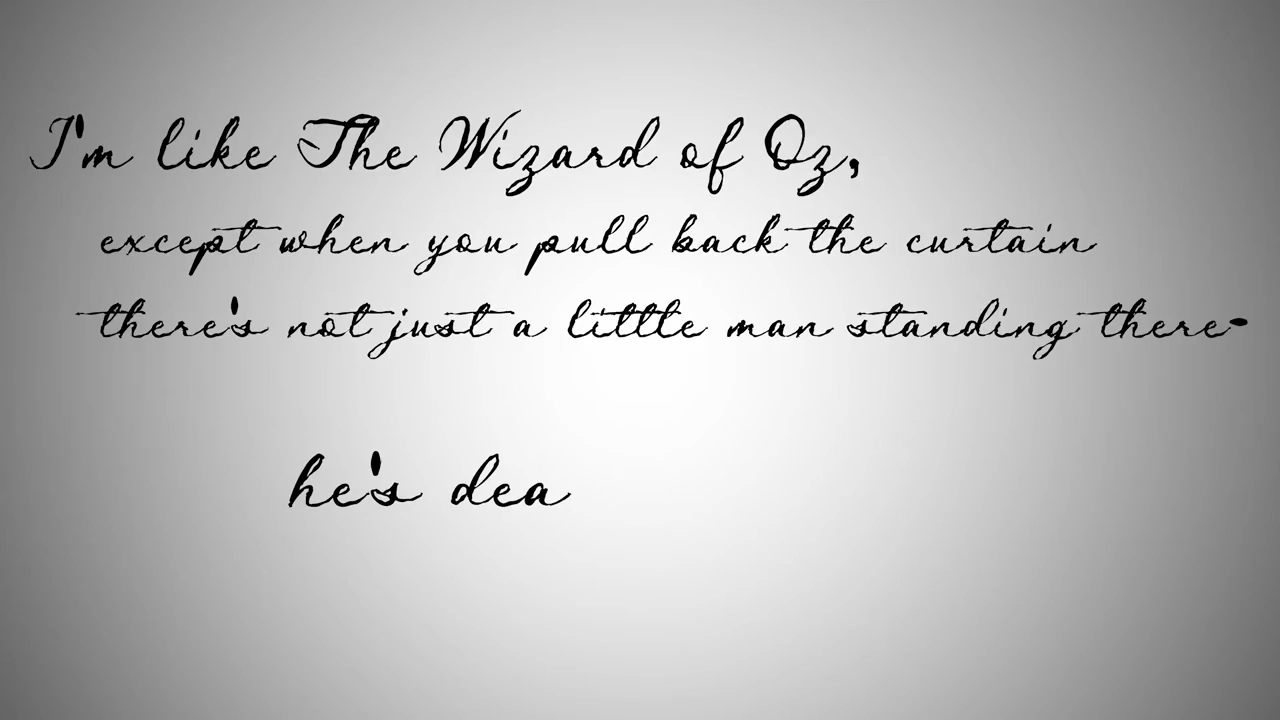 I'm like The Wizard of Oz,
except when you pull back the curtain
there's not just a little man standing there-
he's dea